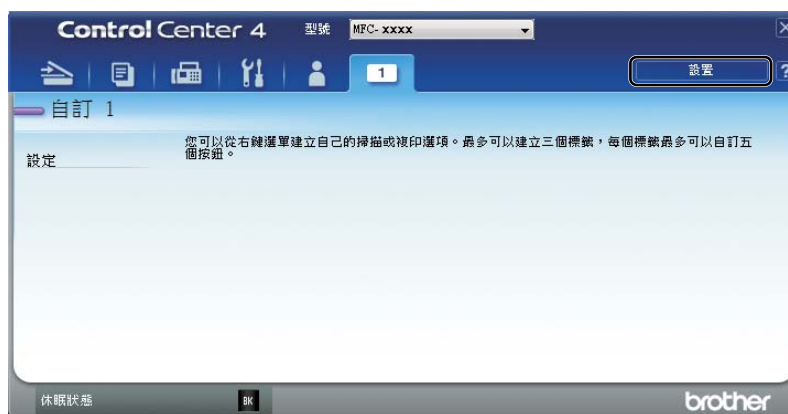 Control Center 4 型號 MFC- xxxx
1 設置 ?
自訂 1
設定
您可以從右鍵選單建立自己的掃描或複印選項。最多可以建立三個標籤，每個標籤最多可以自訂五
個按鈕。
休眠狀態 BK brother